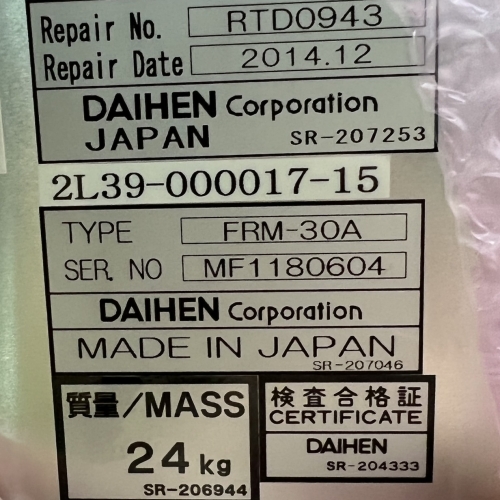 Repair No. RTD0943
Repair Date 2014.12
DAIHEN Corporation
JAPAN SR-207253
2L39-000017-15
TYPE FRM-30A
SER. NO MF1180604
DAIHEN Corporation
MADE IN JAPAN
SR-207046
質量/MASS
24kg
SR-206944
検査合格証
CERTIFICATE
DAIHEN
SR-204333